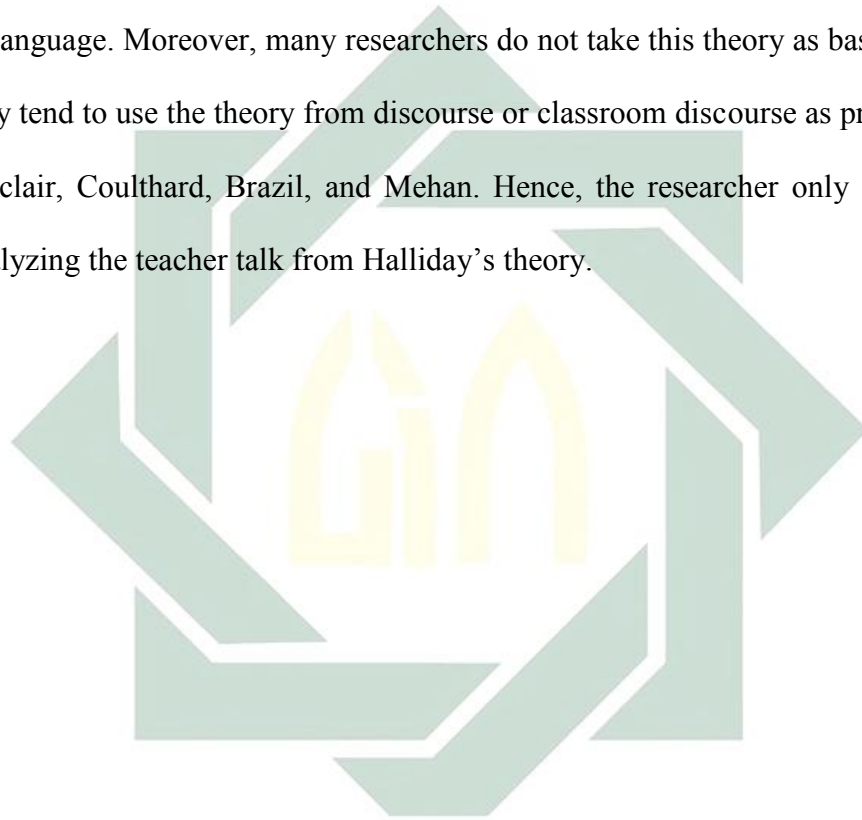 anguage. Moreover, many researchers do not take this theory as bas
y tend to use the theory from discourse or classroom discourse as pr
clair, Coulthard, Brazil, and Mehan. Hence, the researcher only
lyzing the teacher talk from Halliday’s theory.